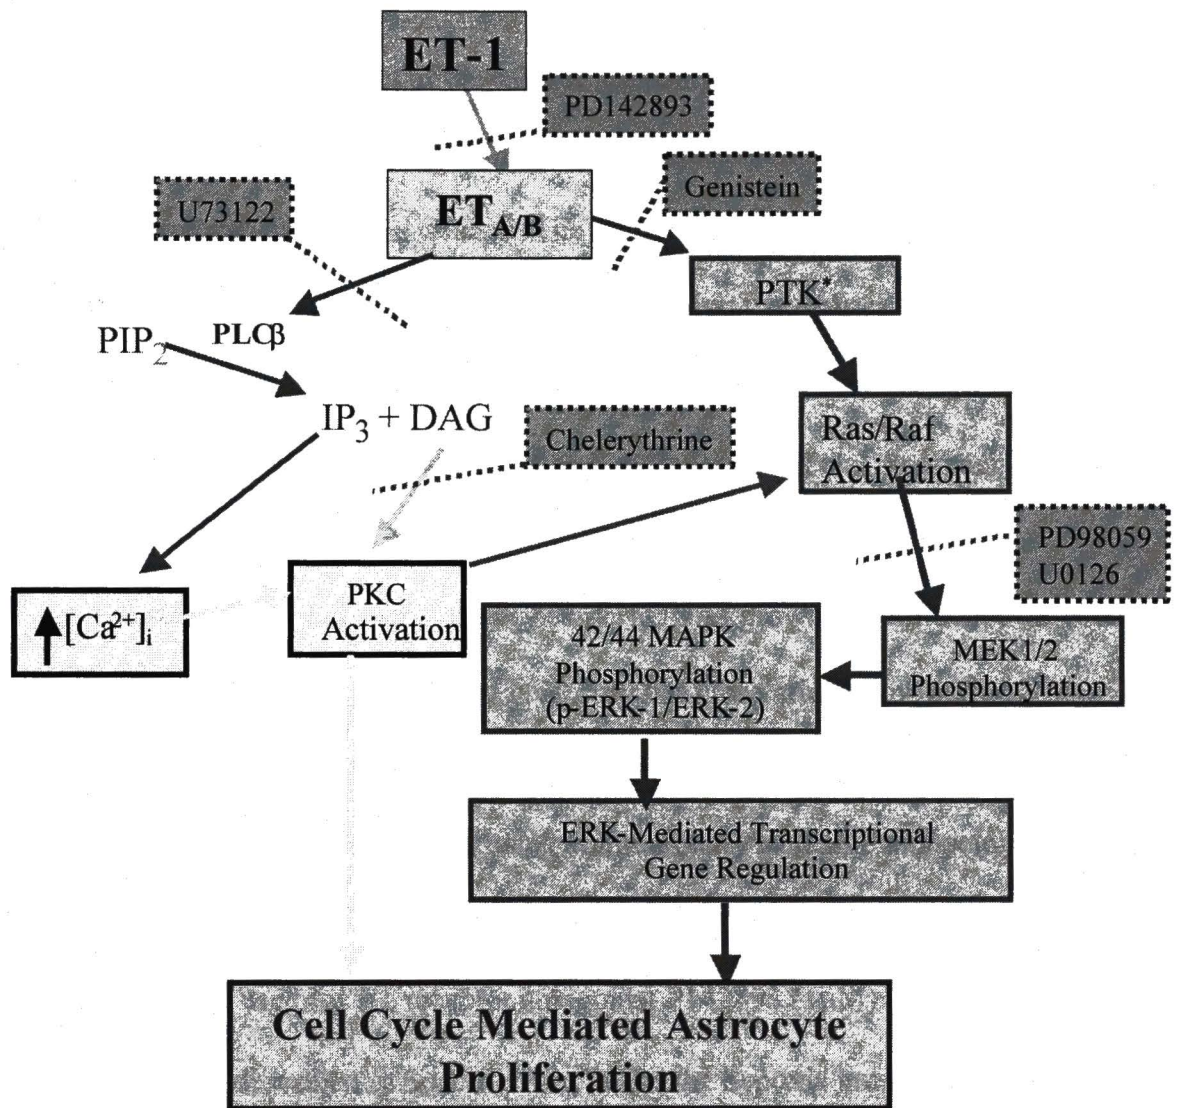 ET-1
PD142893
Genistein
U73122
ET_A/B
PTK*
PLCβ
PIP₂
IP₃ + DAG
Chelerythrine
Ras/Raf
Activation
PD98059
U0126
PKC
Activation
[Ca²⁺]ᵢ
42/44 MAPK
Phosphorylation
(p-ERK-1/ERK-2)
MEK1/2
Phosphorylation
ERK-Mediated Transcriptional
Gene Regulation
Cell Cycle Mediated Astrocyte
Proliferation